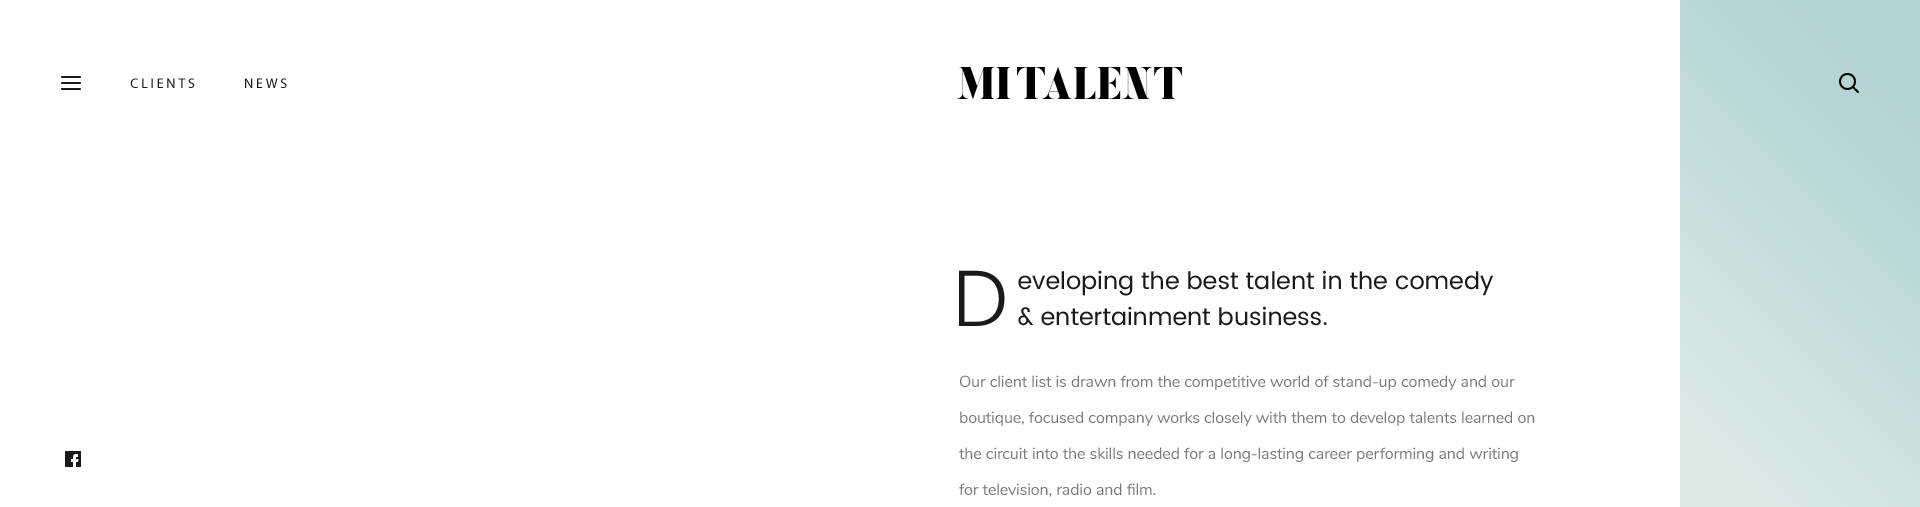 CLIENTS NEWS MI TALENT
Developing the best talent in the comedy
& entertainment business.
Our client list is drawn from the competitive world of stand-up comedy and our
boutique, focused company works closely with them to develop talents learned on
the circuit into the skills needed for a long-lasting career performing and writing
for television, radio and film.